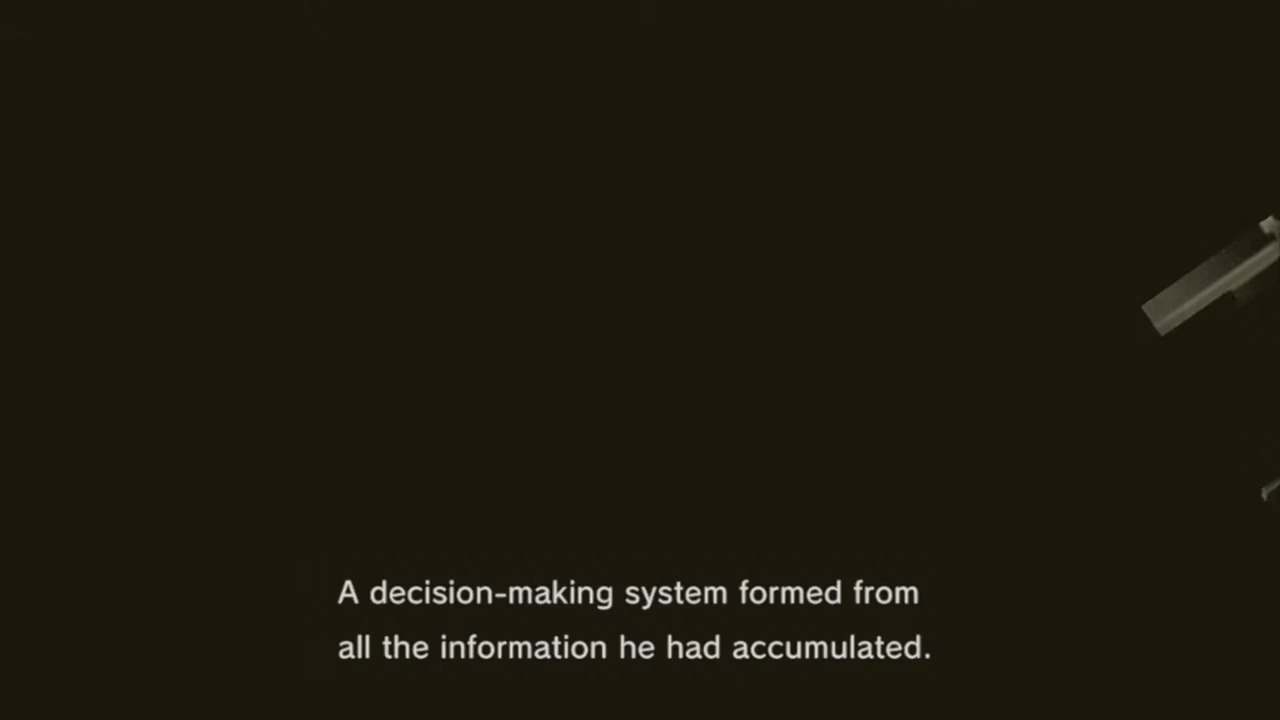 A decision-making system formed from
all the information he had accumulated.